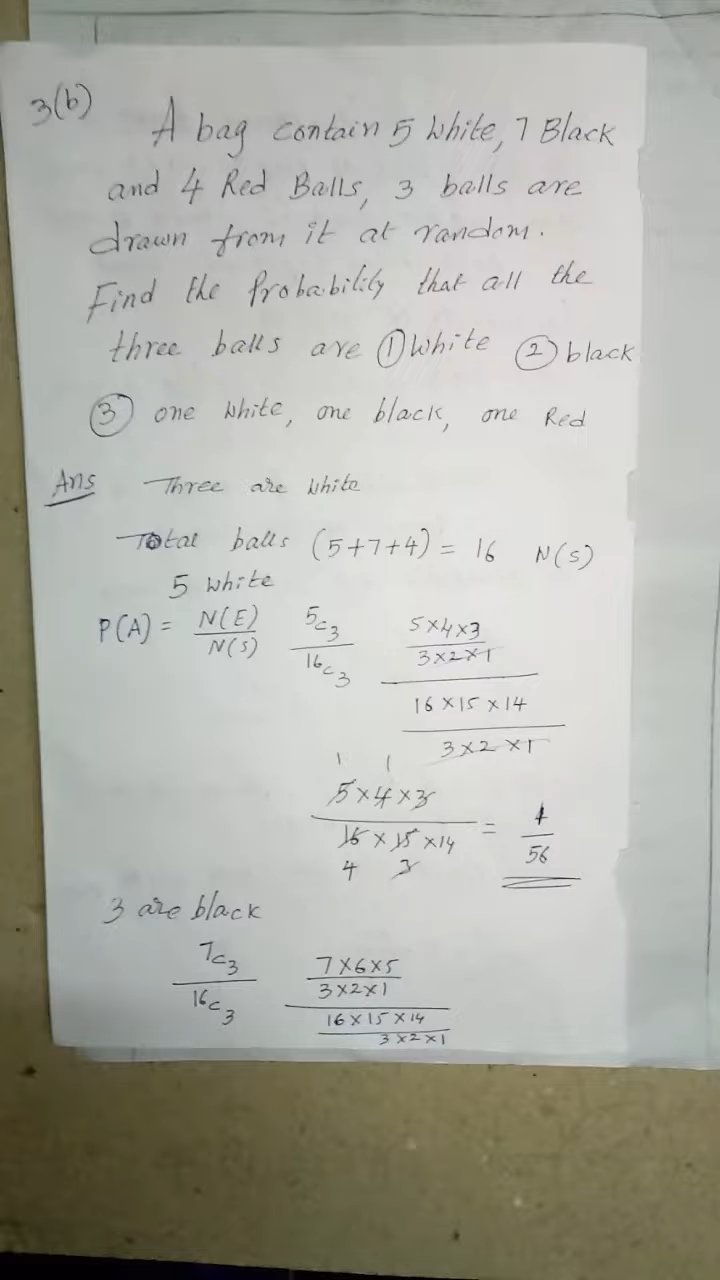 3(b) A bag contain 5 White, 7 Black
and 4 Red Balls, 3 balls are
drawn from it at random.
Find the Probability that all the
three balls are ① White ② black
③ one white, one black, one Red
Ans Three are White
Total balls (5+7+4) = 16 N(S)
5 white
P(A) = N(E)/N(S) 5c3/16c3 5×4×3/3×2×1
16×15×14
3×2×1
1 1
5×4×3
16×15×14 = 1/56
4 3
3 are black
7c3/16c3 7×6×5/3×2×1
16×15×14
3×2×1